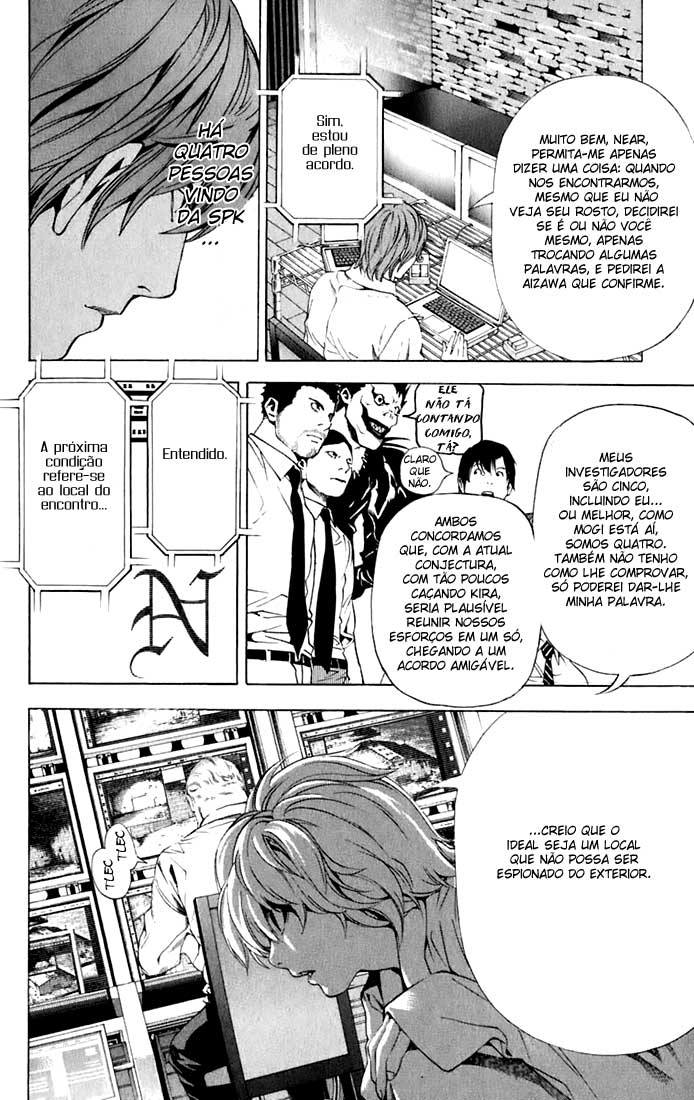 MUITO BEM, NEAR,
PERMITA-ME APENAS
DIZER UMA COISA: QUANDO
NOS ENCONTRARMOS,
MESMO QUE EU NÃO
VEJA SEU ROSTO, DECIDIREI
SE É OU NÃO VOCÊ
MESMO, APENAS
TROCANDO ALGUMAS
PALAVRAS, E PEDIREI A
AIZAWA QUE CONFIRME.
Sim,
estou
de pleno
acordo.
HÁ
QUATRO
PESSOAS
VINDO
DA SPK
...
MEUS
INVESTIGADORES
SÃO CINCO,
INCLUINDO EU...
OU MELHOR, COMO
MOGI ESTÁ AÍ,
SOMOS QUATRO.
TAMBÉM NÃO TENHO
COMO LHE COMPROVAR,
SÓ PODEREI DAR-LHE
MINHA PALAVRA.
ELE
NÃO TÁ
CONTANDO
COMIGO,
TÁ?
CLARO
QUE
NÃO.
AMBOS
CONCORDAMOS
QUE, COM A ATUAL
CONJECTURA,
COM TÃO POUCOS
CAÇANDO KIRA,
SERIA PLAUSÍVEL
REUNIR NOSSOS
ESFORÇOS EM UM SÓ,
CHEGANDO A UM
ACORDO AMIGÁVEL.
Entendido.
A próxima
condição
refere-se
ao local do
encontro...
N
...CREIO QUE O
IDEAL SEJA UM LOCAL
QUE NÃO POSSA SER
ESPIONADO DO EXTERIOR.
TLEC
TLEC